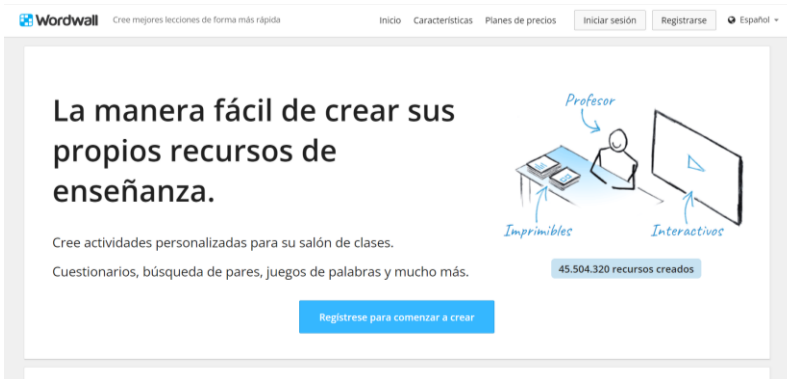 Wordwall Cree mejores lecciones de forma más rápida Inicio Características Planes de precios Iniciar sesión Registrarse Español
La manera fácil de crear sus
propios recursos de
enseñanza.
Cree actividades personalizadas para su salón de clases.
Cuestionarios, búsqueda de pares, juegos de palabras y mucho más.
Regístrese para comenzar a crear
Profesor
Imprimibles
Interactivos
45.504.320 recursos creados